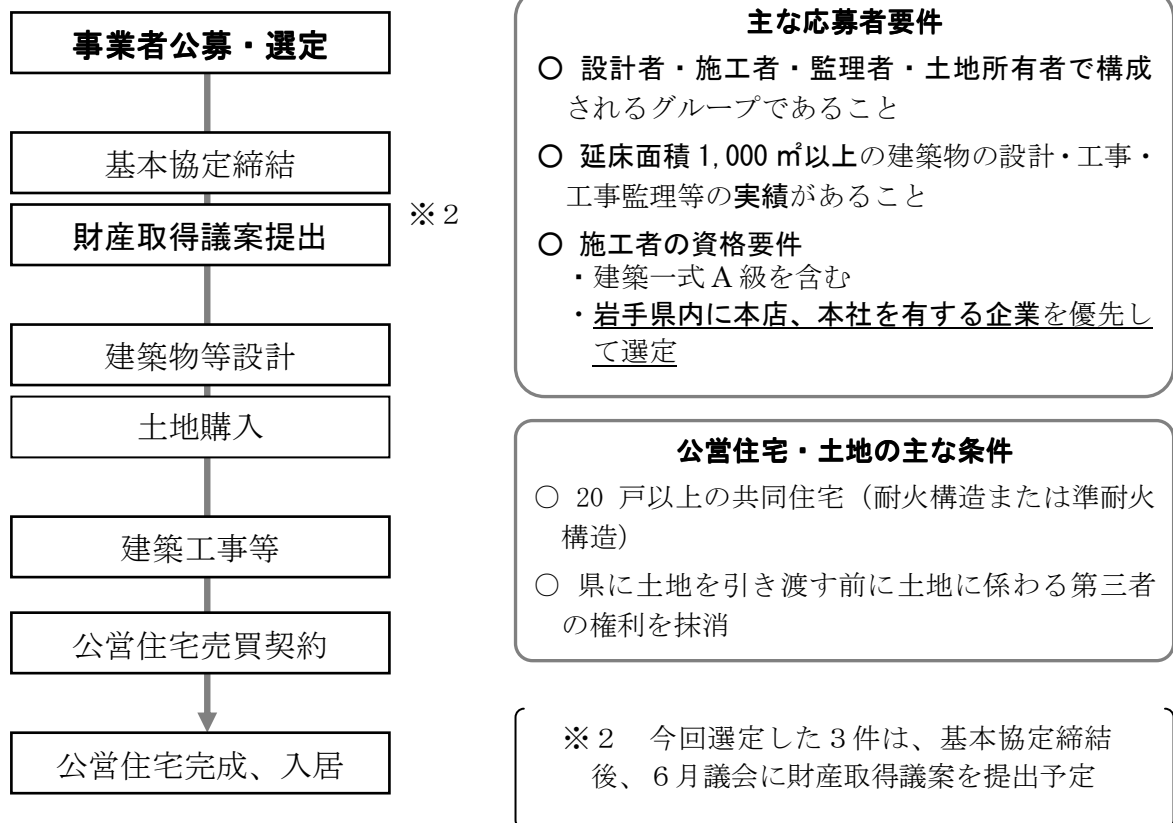 事業者公募・選定
基本協定締結
財産取得議案提出
※２
建築物等設計
土地購入
建築工事等
公営住宅売買契約
公営住宅完成、入居
主な応募者要件
○ 設計者・施工者・監理者・土地所有者で構成
されるグループであること
○ 延床面積 1,000 ㎡以上の建築物の設計・工事・
工事監理等の実績があること
○ 施工者の資格要件
・建築一式 A 級を含む
・岩手県内に本店、本社を有する企業を優先し
て選定
公営住宅・土地の主な条件
○ 20 戸以上の共同住宅（耐火構造または準耐火
構造）
○ 県に土地を引き渡す前に土地に係わる第三者
の権利を抹消
※２　今回選定した３件は、基本協定締結
後、６月議会に財産取得議案を提出予定